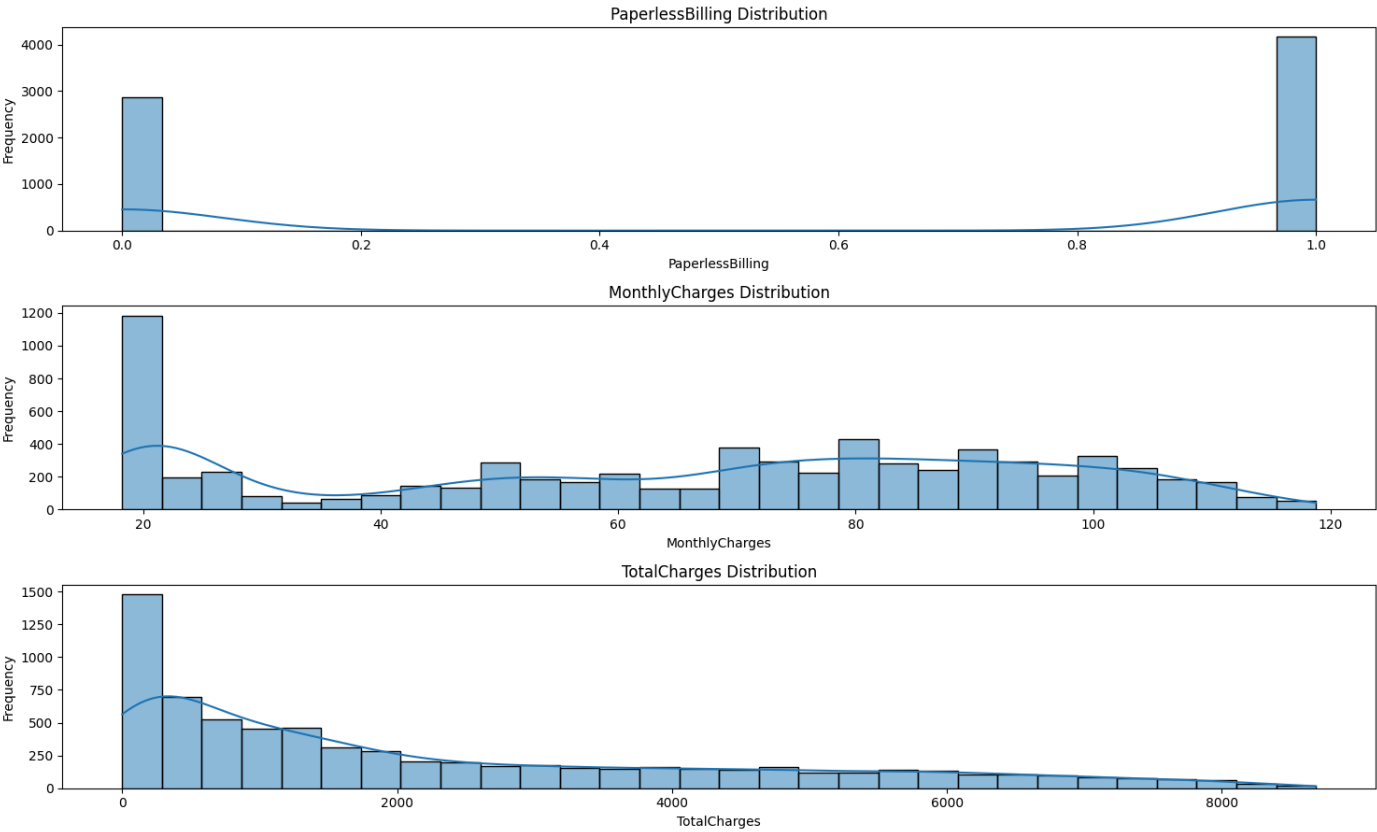 PaperlessBilling Distribution
4000
3000
2000
1000
0
Frequency
0.0 0.2 0.4 0.6 0.8 1.0
PaperlessBilling
MonthlyCharges Distribution
1200
1000
800
600
400
200
0
Frequency
20 40 60 80 100 120
MonthlyCharges
TotalCharges Distribution
1500
1250
1000
750
500
250
0
Frequency
0 2000 4000 6000 8000
TotalCharges